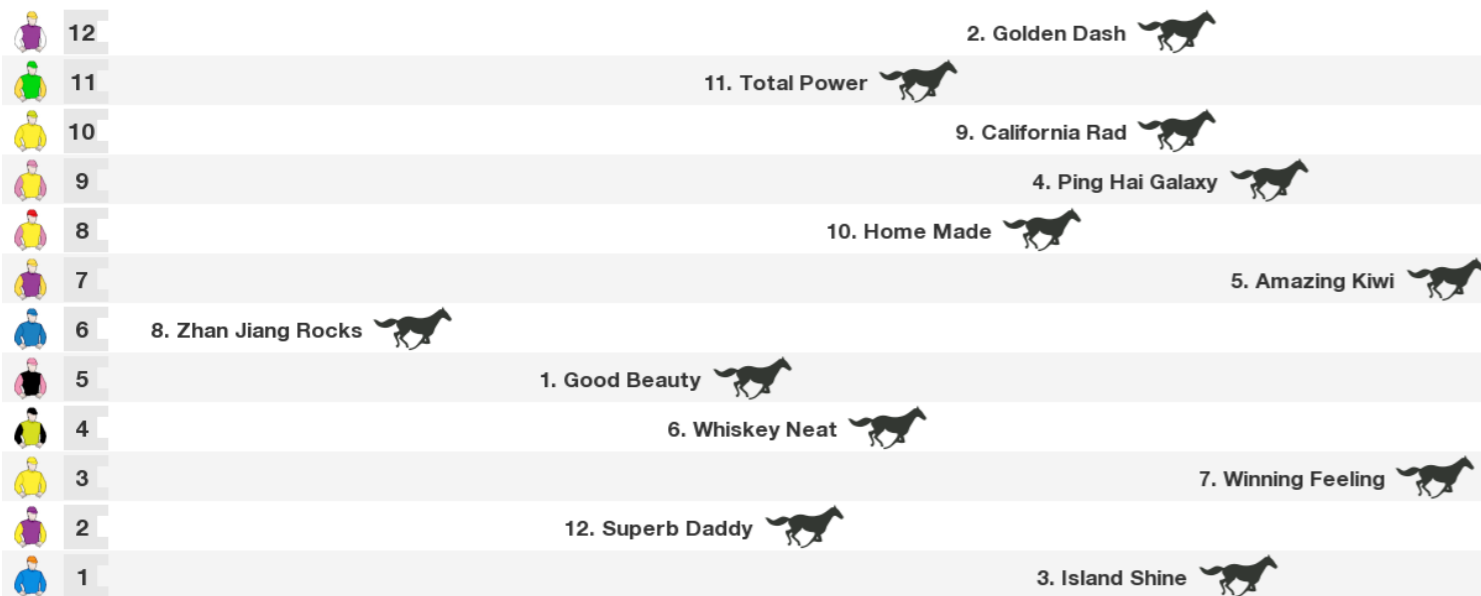 12 2. Golden Dash
11 11. Total Power
10 9. California Rad
9 4. Ping Hai Galaxy
8 10. Home Made
7 5. Amazing Kiwi
6 8. Zhan Jiang Rocks
5 1. Good Beauty
4 6. Whiskey Neat
3 7. Winning Feeling
2 12. Superb Daddy
1 3. Island Shine